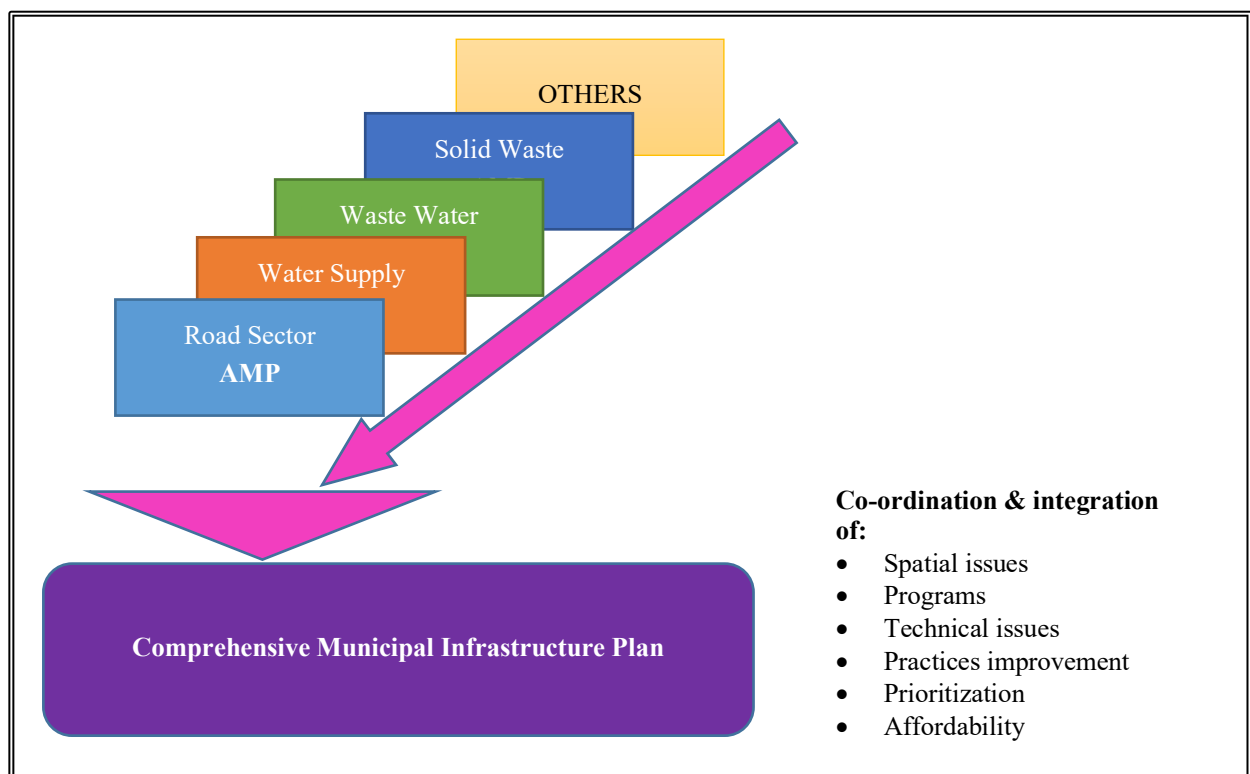 OTHERS
Solid Waste
Waste Water
Water Supply
Road Sector
AMP
Comprehensive Municipal Infrastructure Plan
Co-ordination & integration
of:
• Spatial issues
• Programs
• Technical issues
• Practices improvement
• Prioritization
• Affordability